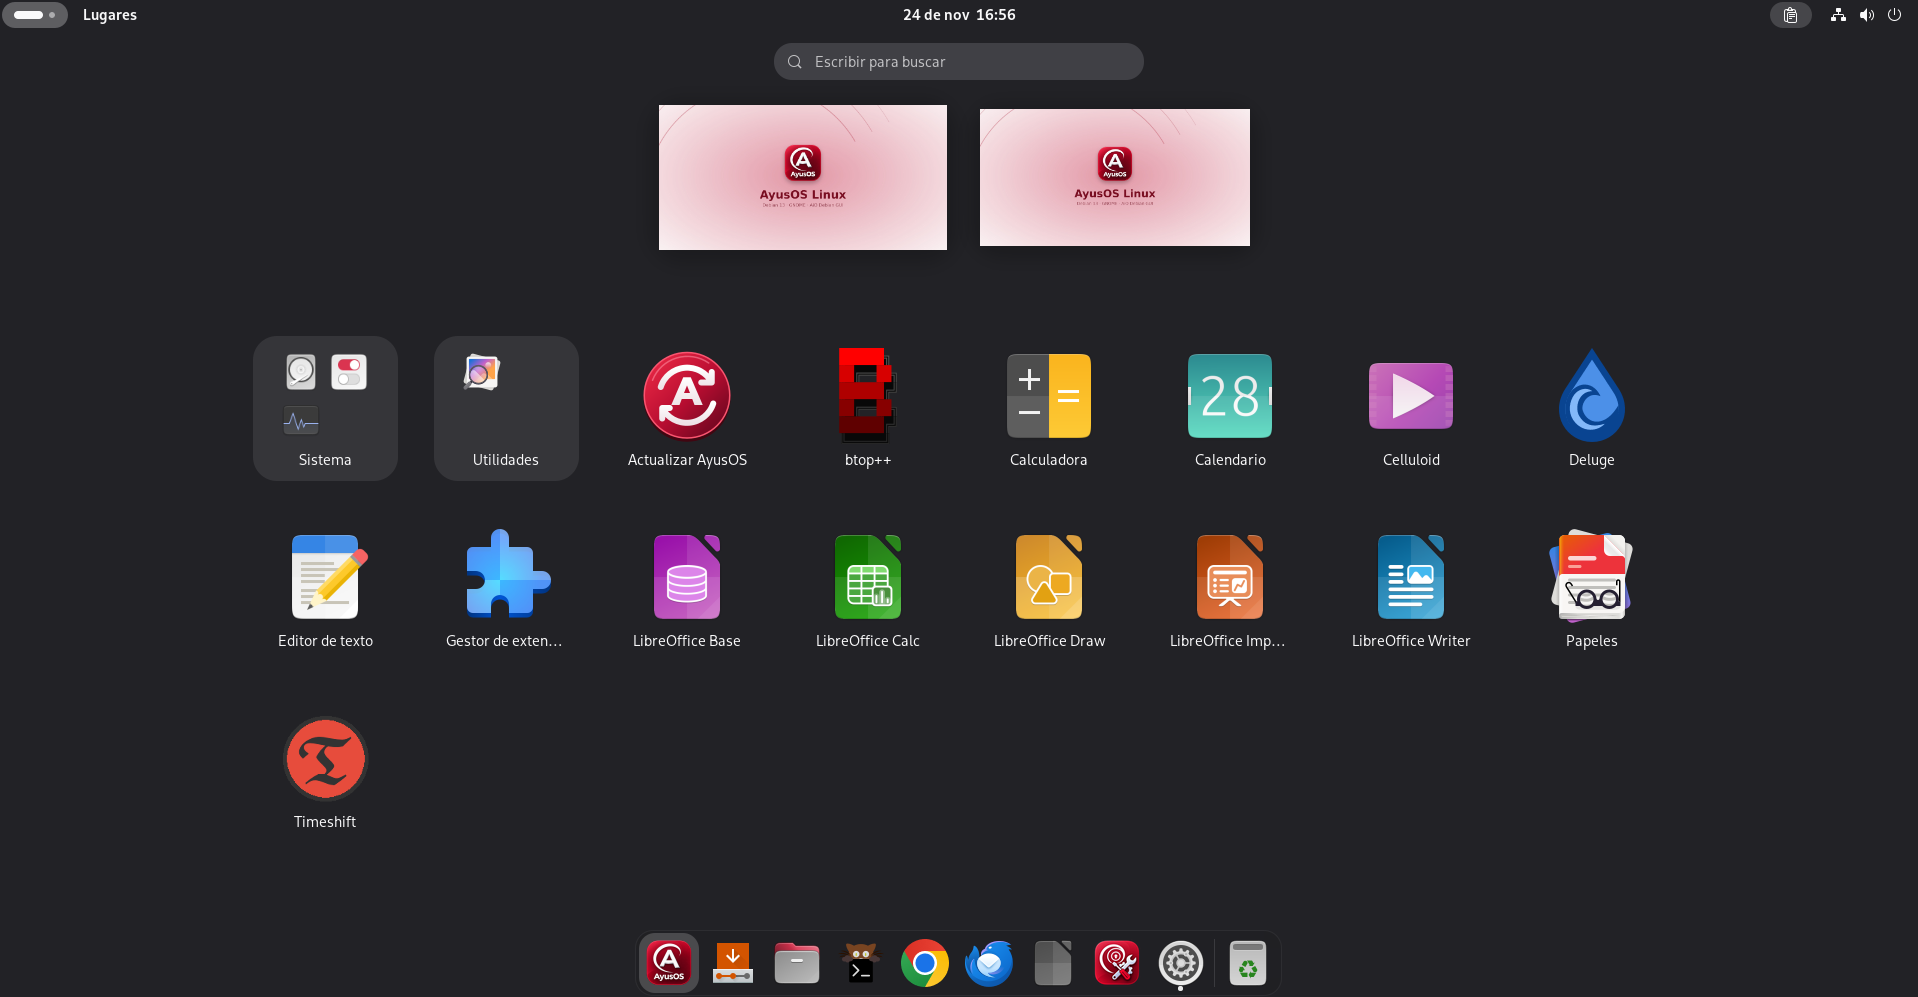 Lugares
24 de nov 16:56
Escribir para buscar
AyusOS
AyusOS Linux
AyusOS
AyusOS Linux
Sistema
Utilidades
Actualizar AyusOS
btop++
Calculadora
28
Calendario
Celluloid
Deluge
Editor de texto
Gestor de exten...
LibreOffice Base
LibreOffice Calc
LibreOffice Draw
LibreOffice Imp...
LibreOffice Writer
Papeles
Timeshift
AyusOS